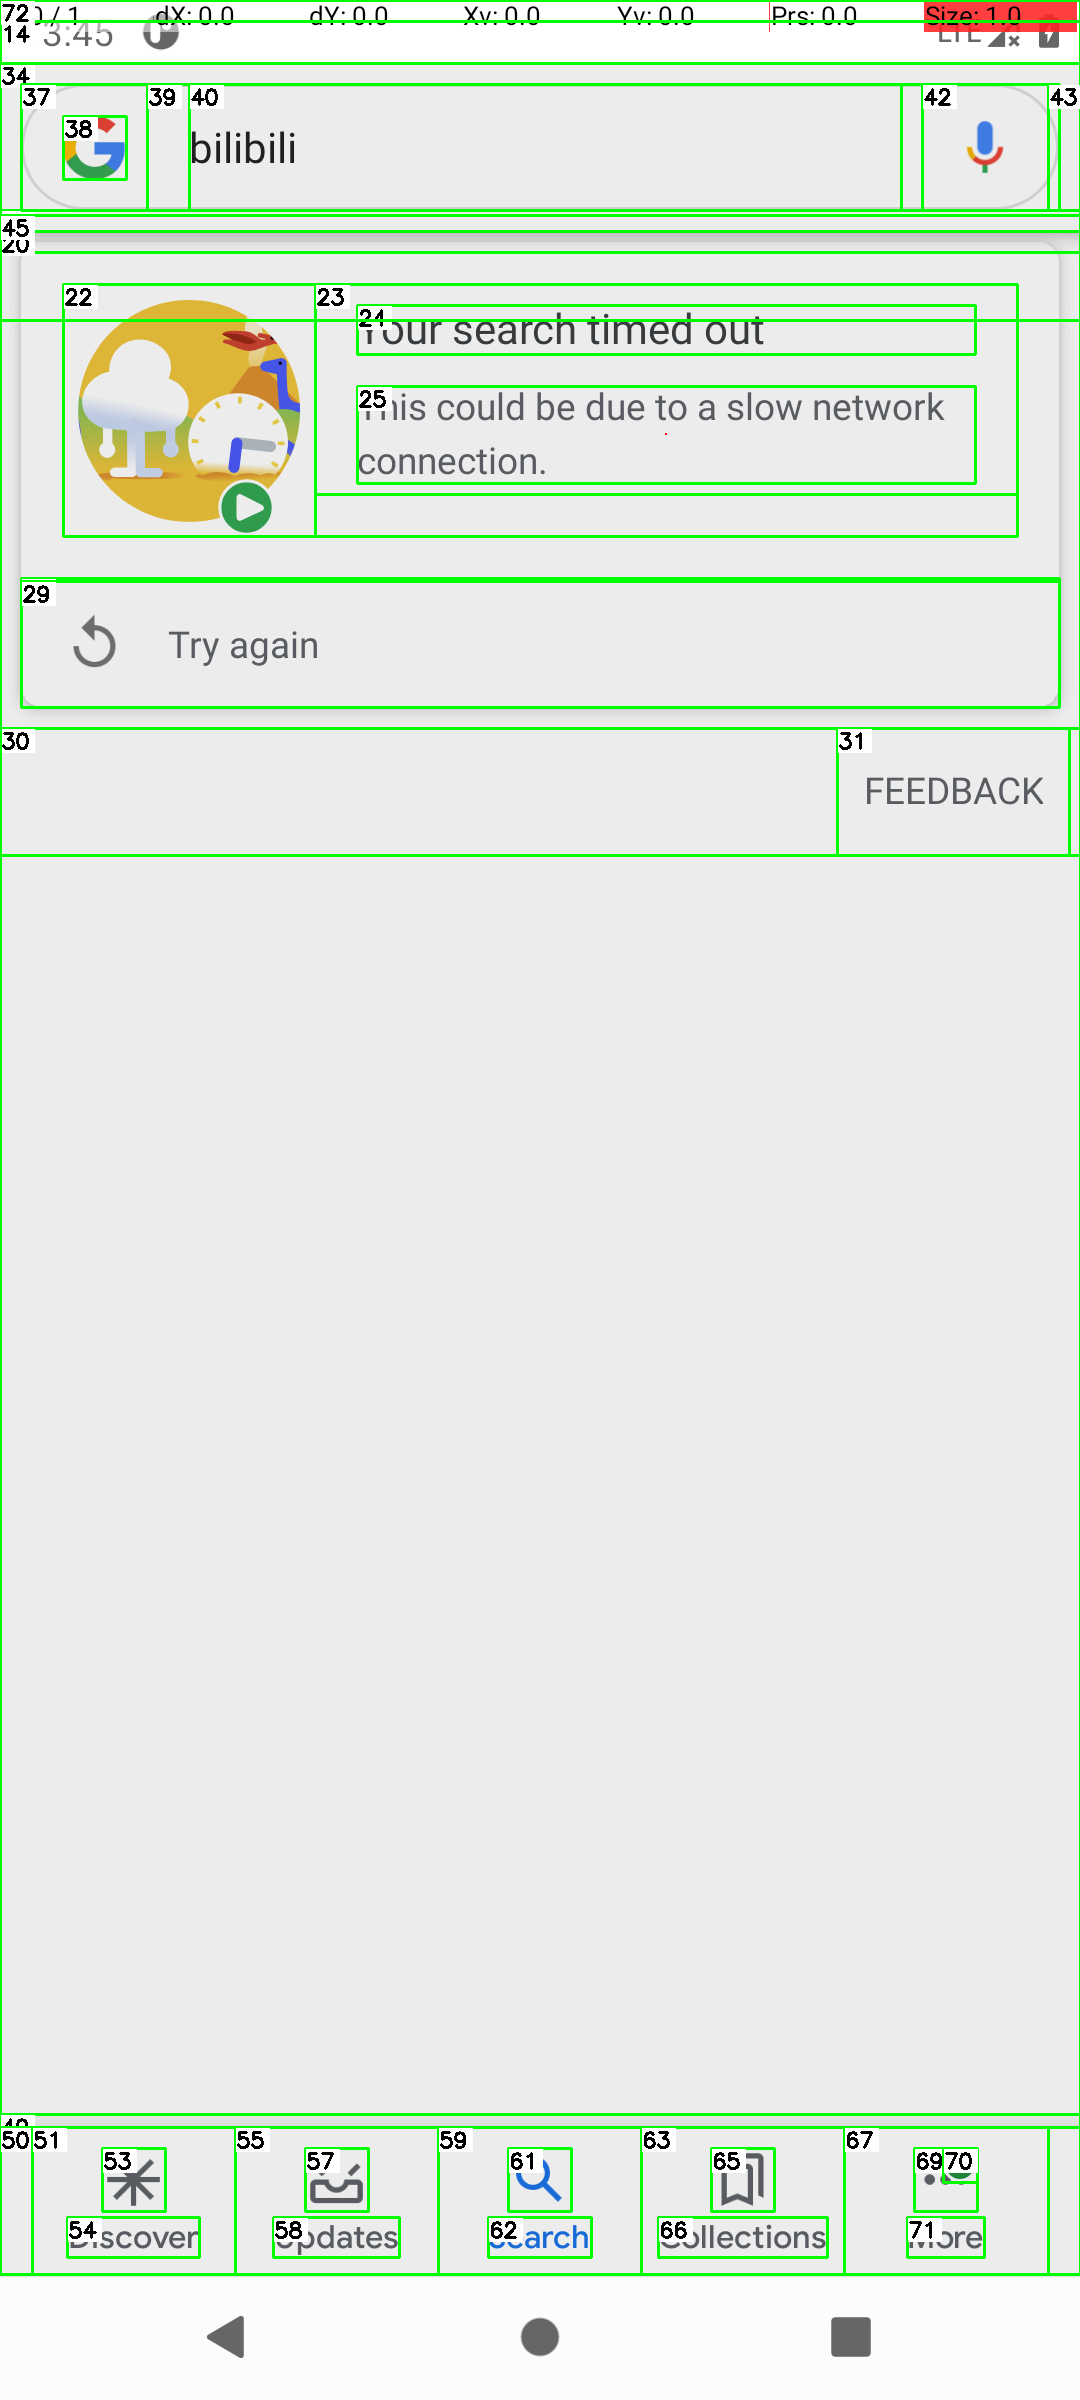 72 0 / 1 dX: 0.0 dY: 0.0 Xv: 0.0 Yv: 0.0 Prs: 0.0 Size: 1.0
14 3:45 LTE
34
37 39 40 42 43
38 bilibili
45
20
22 23
24 Your search timed out
25 This could be due to a slow network
connection.
29
Try again
30 31
FEEDBACK
49
50 51 55 59 63 67
53 57 61 65 69 70
54 Discover 58 Updates 62 Search 66 Collections 71 More